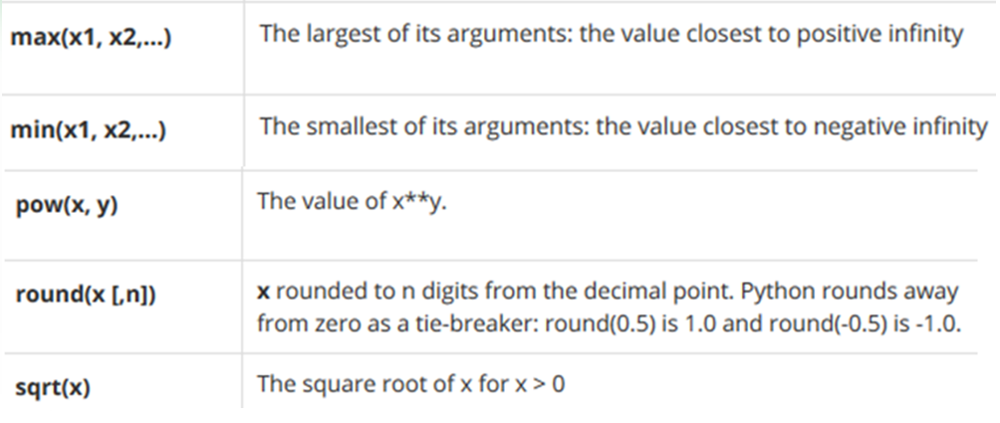 max(x1, x2,...)
The largest of its arguments: the value closest to positive infinity
min(x1, x2,...)
The smallest of its arguments: the value closest to negative infinity
pow(x, y)
The value of x**y.
round(x [,n])
x rounded to n digits from the decimal point. Python rounds away
from zero as a tie-breaker: round(0.5) is 1.0 and round(-0.5) is -1.0.
sqrt(x)
The square root of x for x > 0